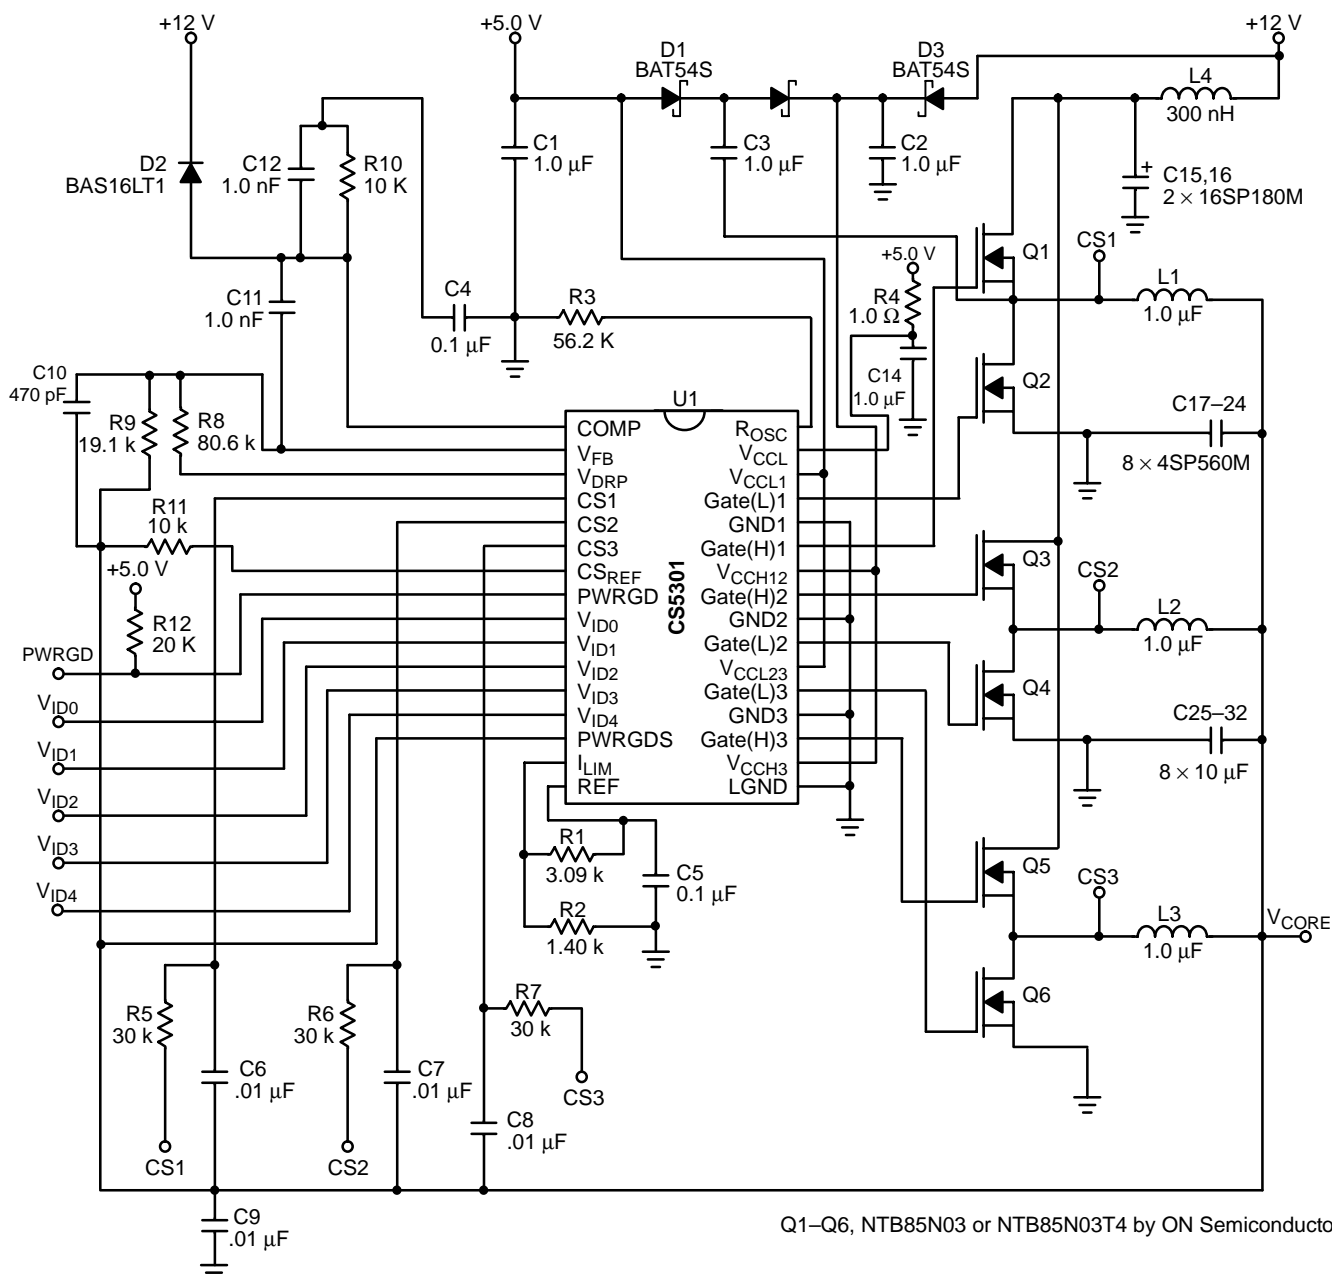 +12 V
+5.0 V
+12 V
D1
BAT54S
D3
BAT54S
L4
300 nH
D2
BAS16LT1
C12
1.0 nF
R10
10 K
C1
1.0 µF
C3
1.0 µF
C2
1.0 µF
C15,16
2 × 16SP180M
+
C11
1.0 nF
C4
0.1 µF
R3
56.2 K
+5.0 V
R4
1.0 Ω
C14
1.0 µF
Q1
CS1
L1
1.0 µF
Q2
C17–24
8 × 4SP560M
C10
470 pF
R9
19.1 k
R8
80.6 k
R11
10 k
+5.0 V
R12
20 K
U1
CS5301
COMP
VFB
VDRP
CS1
CS2
CS3
CSREF
PWRGD
VID0
VID1
VID2
VID3
VID4
PWRGDS
ILIM
REF
ROSC
VCCL
VCCL1
Gate(L)1
GND1
Gate(H)1
VCCH12
Gate(H)2
GND2
Gate(L)2
VCCL23
Gate(L)3
GND3
Gate(H)3
VCCH3
LGND
Q3
CS2
L2
1.0 µF
Q4
C25–32
8 × 10 µF
PWRGD
VID0
VID1
VID2
VID3
VID4
R1
3.09 k
R2
1.40 k
C5
0.1 µF
Q5
CS3
L3
1.0 µF
VCORE
Q6
R5
30 k
C6
.01 µF
CS1
R6
30 k
C7
.01 µF
CS2
R7
30 k
CS3
C8
.01 µF
C9
.01 µF
Q1–Q6, NTB85N03 or NTB85N03T4 by ON Semiconducto